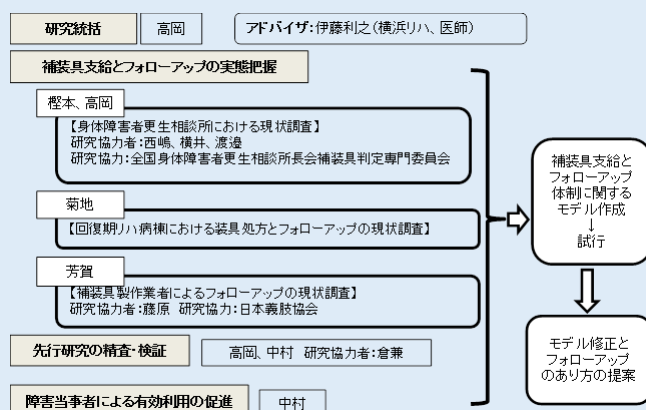 研究統括
高岡
アドバイザ:伊藤利之(横浜リハ、医師)
補装具支給とフォローアップの実態把握
樫本、高岡
【身体障害者更生相談所における現状調査】
研究協力者:西嶋、横井、渡邉
研究協力:全国身体障害者更生相談所長会補装具判定専門委員会
菊地
【回復期リハ病棟における装具処方とフォローアップの現状調査】
芳賀
【補装具製作業者によるフォローアップの現状調査】
研究協力者:藤原 研究協力:日本義肢協会
先行研究の精査・検証
高岡、中村 研究協力者:倉兼
障害当事者による有効利用の促進
中村
補装具支給と
フォローアップ
体制に関する
モデル作成
↓
試行
モデル修正と
フォローアップ
のあり方の提案